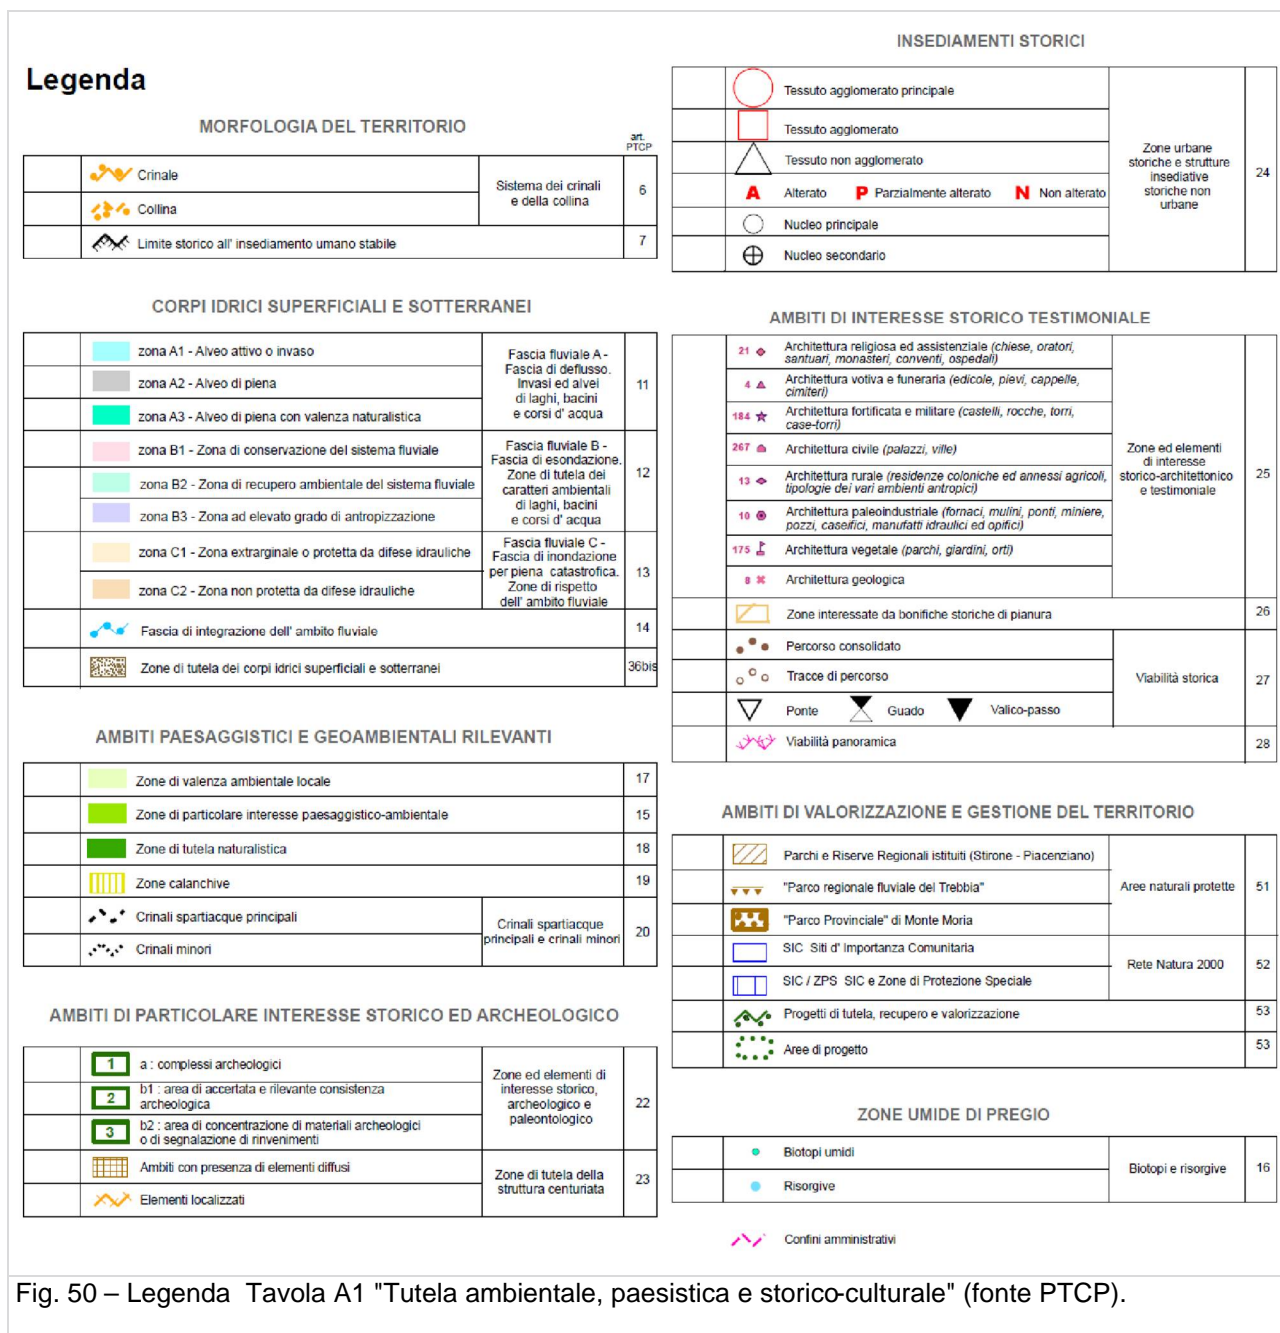 Legenda
MORFOLOGIA DEL TERRITORIO
art.
PTCP
Crinale
Collina
Sistema dei crinali
e della collina
6
Limite storico all' insediamento umano stabile
7
CORPI IDRICI SUPERFICIALI E SOTTERRANEI
zona A1 - Alveo attivo o invaso
zona A2 - Alveo di piena
zona A3 - Alveo di piena con valenza naturalistica
Fascia fluviale A -
Fascia di deflusso.
Invasi ed alvei
di laghi, bacini
e corsi d' acqua
11
zona B1 - Zona di conservazione del sistema fluviale
zona B2 - Zona di recupero ambientale del sistema fluviale
zona B3 - Zona ad elevato grado di antropizzazione
Fascia fluviale B -
Fascia di esondazione.
Zone di tutela dei
caratteri ambientali
di laghi, bacini
e corsi d' acqua
12
zona C1 - Zona extrarginale o protetta da difese idrauliche
zona C2 - Zona non protetta da difese idrauliche
Fascia fluviale C -
Fascia di inondazione
per piena catastrofica.
Zone di rispetto
dell' ambito fluviale
13
Fascia di integrazione dell' ambito fluviale
14
Zone di tutela dei corpi idrici superficiali e sotterranei
36bis
AMBITI PAESAGGISTICI E GEOAMBIENTALI RILEVANTI
Zone di valenza ambientale locale
17
Zone di particolare interesse paesaggistico-ambientale
15
Zone di tutela naturalistica
18
Zone calanchive
19
Crinali spartiacque principali
Crinali minori
Crinali spartiacque
principali e crinali minori
20
AMBITI DI PARTICOLARE INTERESSE STORICO ED ARCHEOLOGICO
1 a : complessi archeologici
2 b1 : area di accertata e rilevante consistenza
archeologica
3 b2 : area di concentrazione di materiali archeologici
o di segnalazione di rinvenimenti
Zone ed elementi di
interesse storico,
archeologico e
paleontologico
22
Ambiti con presenza di elementi diffusi
Elementi localizzati
Zone di tutela della
struttura centuriata
23
INSEDIAMENTI STORICI
Tessuto agglomerato principale
Tessuto agglomerato
Tessuto non agglomerato
A Alterato P Parzialmente alterato N Non alterato
Nucleo principale
Nucleo secondario
Zone urbane
storiche e strutture
insediative
storiche non
urbane
24
AMBITI DI INTERESSE STORICO TESTIMONIALE
21 Architettura religiosa ed assistenziale (chiese, oratori,
santuari, monasteri, conventi, ospedali)
4 Architettura votiva e funeraria (edicole, pievi, cappelle,
cimiteri)
184 Architettura fortificata e militare (castelli, rocche, torri,
case-torri)
267 Architettura civile (palazzi, ville)
13 Architettura rurale (residenze coloniche ed annessi agricoli,
tipologie dei vari ambienti antropici)
10 Architettura paleoindustriale (fornaci, mulini, ponti, miniere,
pozzi, caseifici, manufatti idraulici ed opifici)
175 Architettura vegetale (parchi, giardini, orti)
8 Architettura geologica
Zone ed elementi
di interesse
storico-architettonico
e testimoniale
25
Zone interessate da bonifiche storiche di pianura
26
Percorso consolidato
Tracce di percorso
Ponte Guado Valico-passo
Viabilità storica
27
Viabilità panoramica
28
AMBITI DI VALORIZZAZIONE E GESTIONE DEL TERRITORIO
Parchi e Riserve Regionali istituiti (Stirone - Piacenziano)
"Parco regionale fluviale del Trebbia"
"Parco Provinciale" di Monte Moria
Aree naturali protette
51
SIC Siti d' Importanza Comunitaria
SIC / ZPS SIC e Zone di Protezione Speciale
Rete Natura 2000
52
Progetti di tutela, recupero e valorizzazione
53
Aree di progetto
53
ZONE UMIDE DI PREGIO
Biotopi umidi
Risorgive
Biotopi e risorgive
16
Confini amministrativi
Fig. 50 – Legenda Tavola A1 "Tutela ambientale, paesistica e storico-culturale" (fonte PTCP).